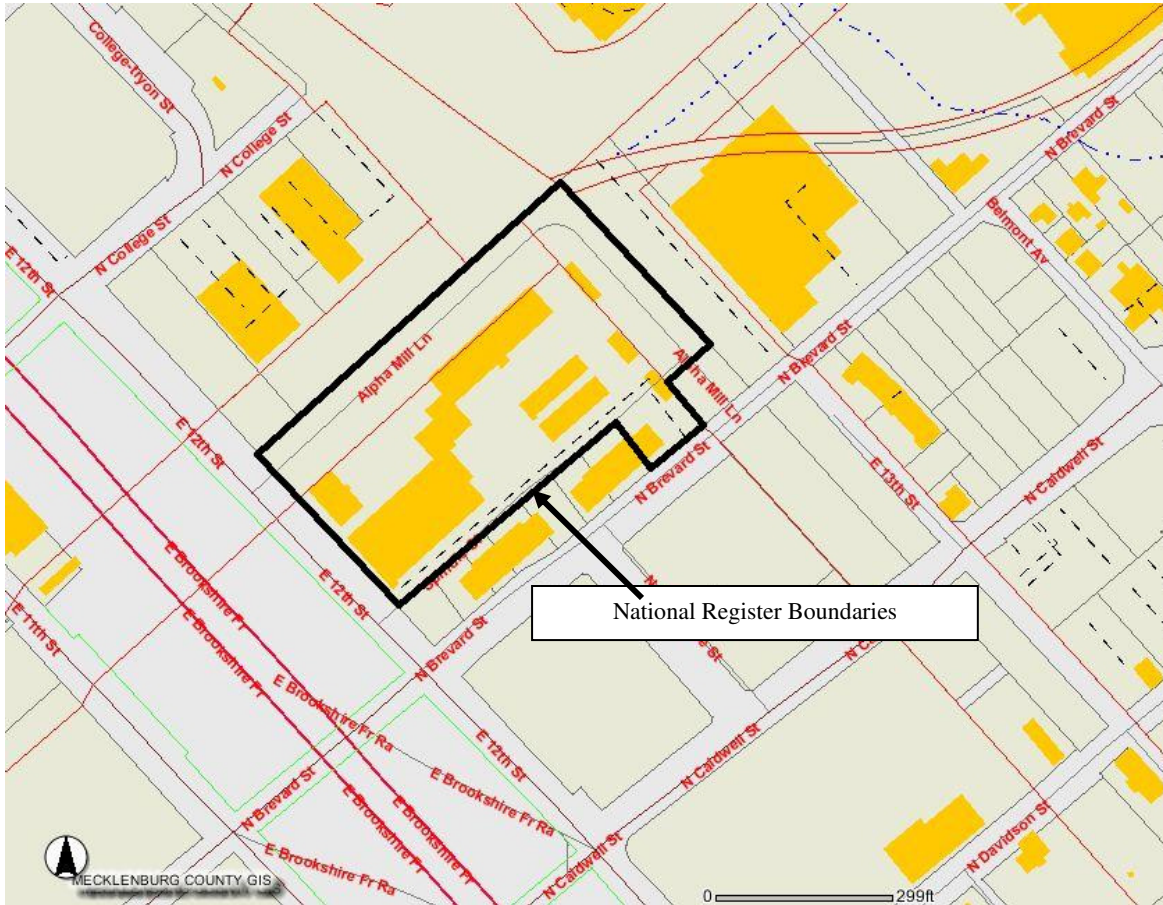 College-tryon St
N College St
N Brevard St
Belmont Av
N College St
E 12th St
Alpha Mill Ln
Alpha Mill Ln
N Brevard St
E 12th St
N Caldwell St
E 13th St
N Brevard St
E Brookshire Fr
E 12th St
National Register Boundaries
E Brookshire Fr
E 11th St
N Brevard St
E Brookshire Fr Ra
E 12th St
N Caldwell St
E Brookshire Fr Ra
N Brevard St
E Brookshire Fr
E Brookshire Fr
N Davidson St
E Brookshire Fr Ra
N Caldwell St
MECKLENBURG COUNTY GIS
0 299ft